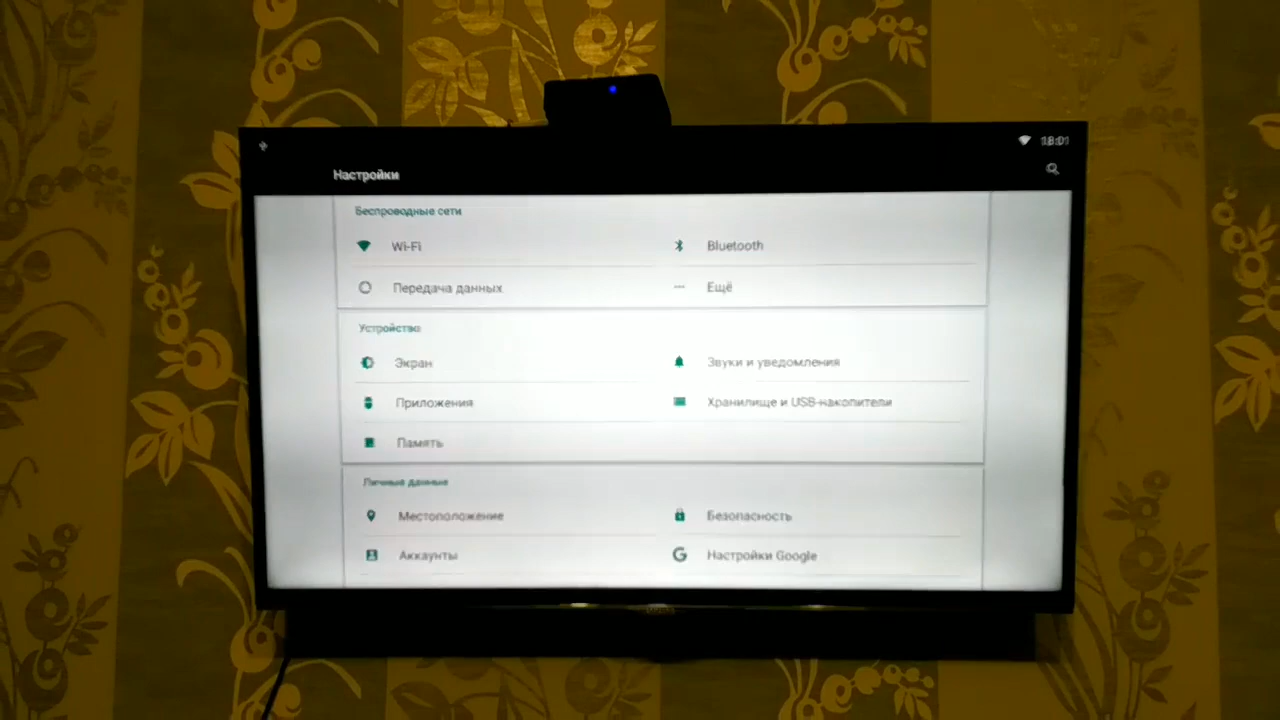 18:01
Настройки
Беспроводные сети
Wi-Fi Bluetooth
Передача данных Ещё
Устройство
Экран Звуки и уведомления
Приложения Хранилище и USB-накопители
Память
Личные данные
Местоположение Безопасность
Аккаунты Настройки Google